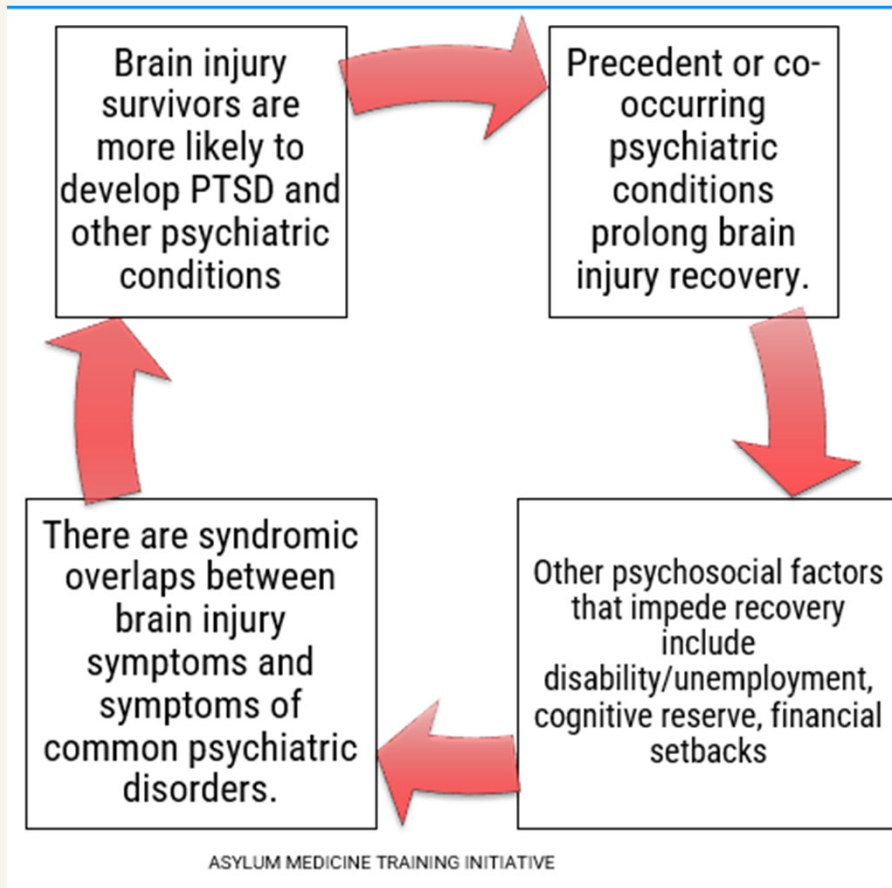 Brain injury
survivors are
more likely to
develop PTSD and
other psychiatric
conditions
Precedent or co-
occurring
psychiatric
conditions
prolong brain
injury recovery.
Other psychosocial factors
that impede recovery
include
disability/unemployment,
cognitive reserve, financial
setbacks
There are syndromic
overlaps between
brain injury
symptoms and
symptoms of
common psychiatric
disorders.
ASYLUM MEDICINE TRAINING INITIATIVE